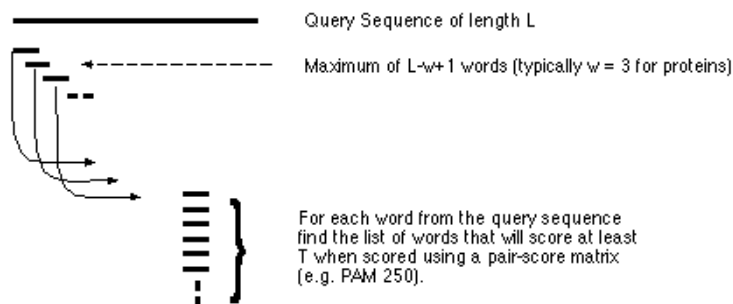 Query Sequence of length L
Maximum of L-w+1 words (typically w = 3 for proteins)
For each word from the query sequence
find the list of words that will score at least
T when scored using a pair-score matrix
(e.g. PAM 250).